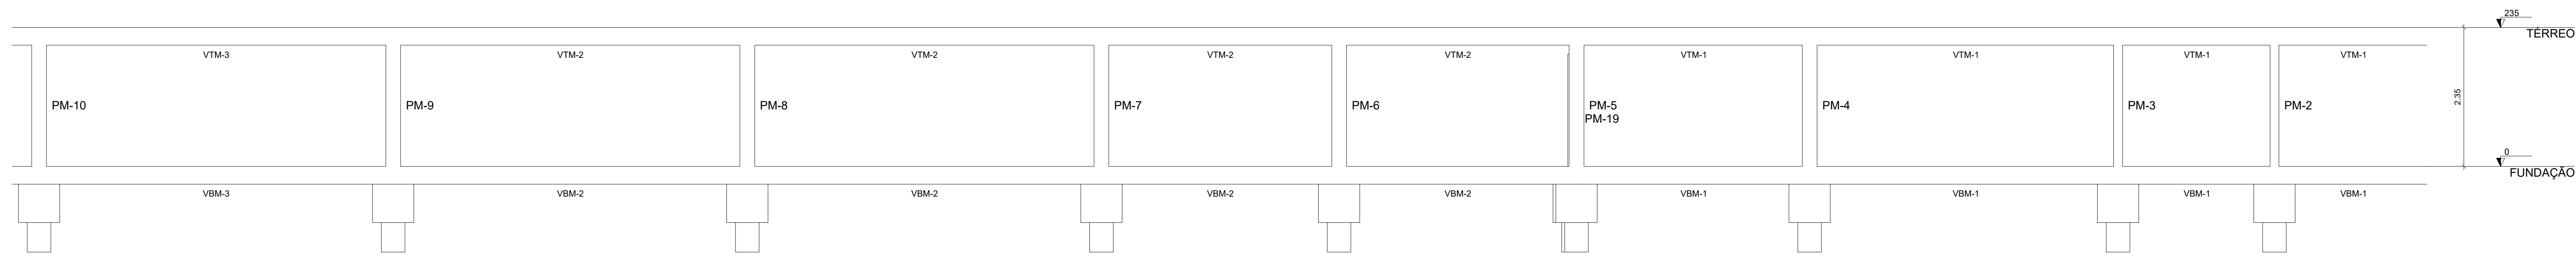 235
TÉRREO
VTM-3
VTM-2
VTM-2
VTM-2
VTM-2
VTM-1
VTM-1
VTM-1
VTM-1
PM-10
PM-9
PM-8
PM-7
PM-6
PM-5
PM-19
PM-4
PM-3
PM-2
2.35
0
FUNDAÇÃO
VBM-3
VBM-2
VBM-2
VBM-2
VBM-2
VBM-1
VBM-1
VBM-1
VBM-1